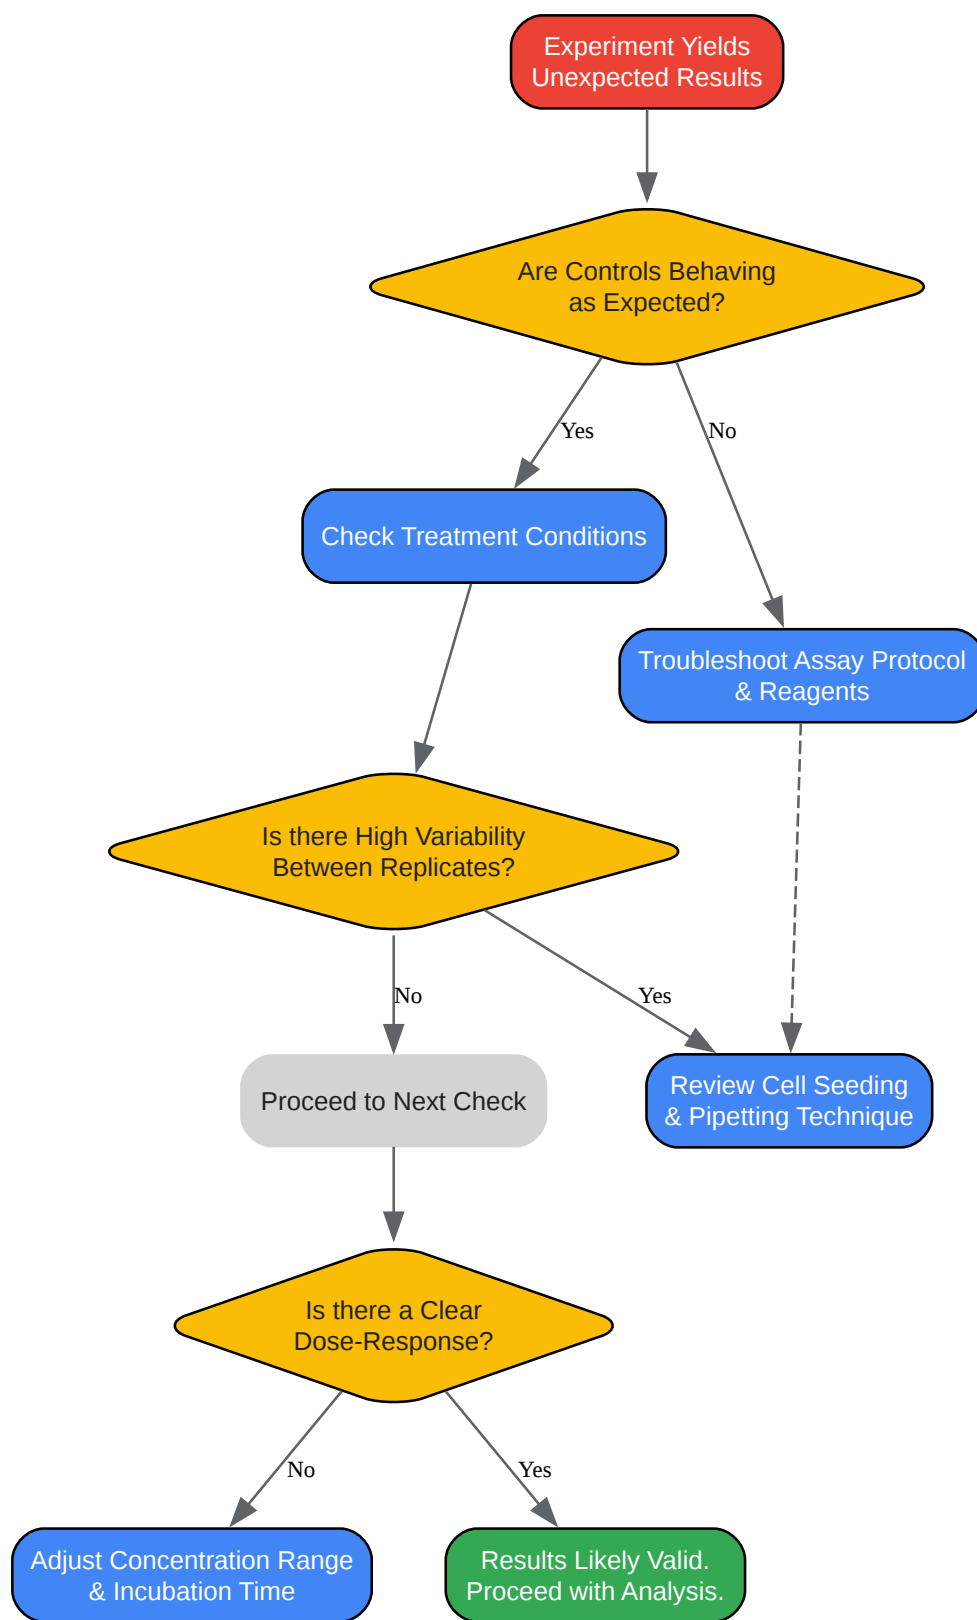 Experiment Yields
Unexpected Results
Are Controls Behaving
as Expected?
Yes
No
Check Treatment Conditions
Troubleshoot Assay Protocol
& Reagents
Is there High Variability
Between Replicates?
No
Yes
Proceed to Next Check
Review Cell Seeding
& Pipetting Technique
Is there a Clear
Dose-Response?
No
Yes
Adjust Concentration Range
& Incubation Time
Results Likely Valid.
Proceed with Analysis.